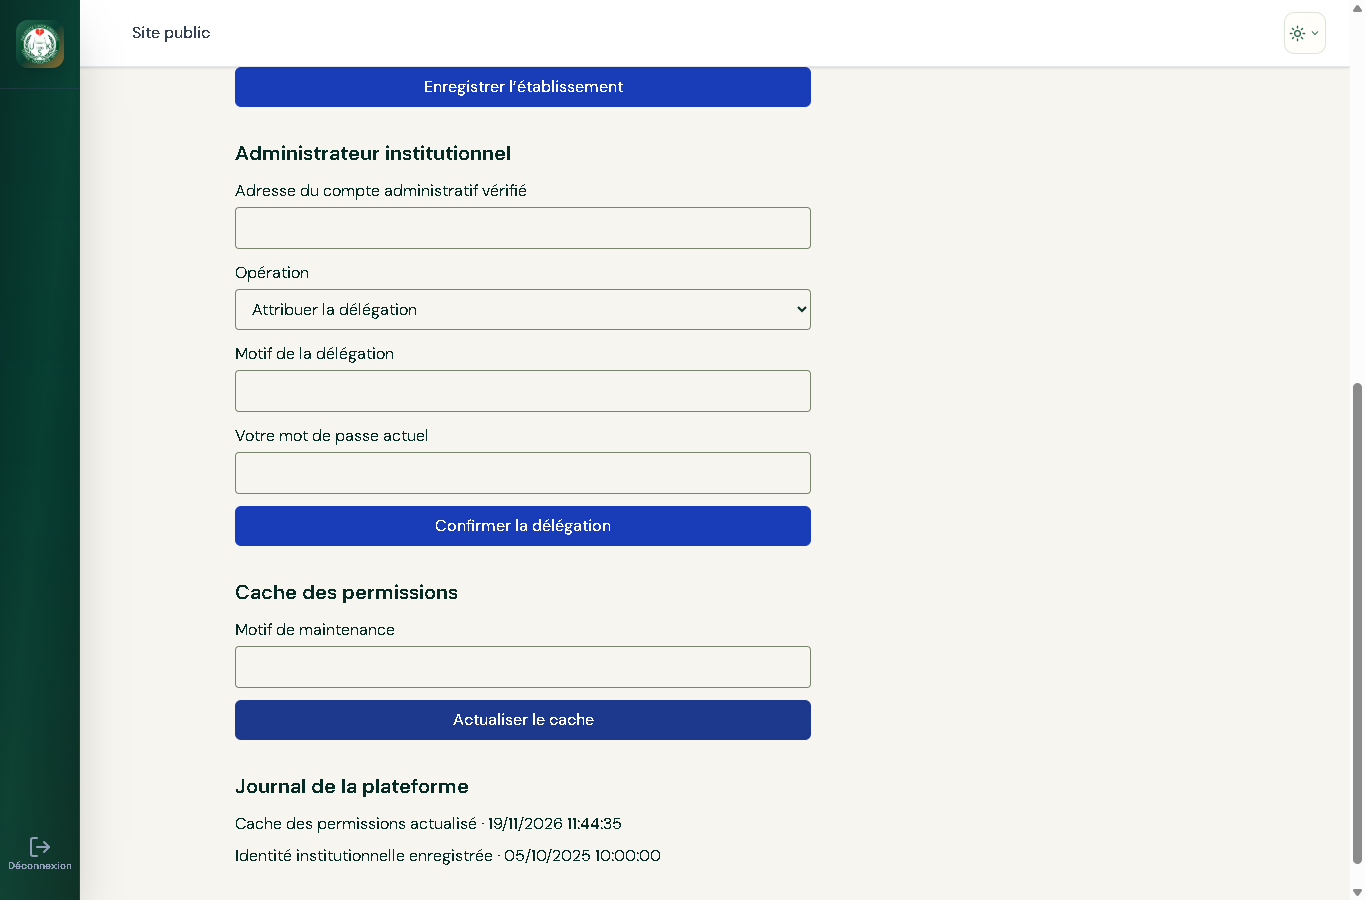 Site public
Enregistrer l’établissement
Administrateur institutionnel
Adresse du compte administratif vérifié
Opération
Attribuer la délégation
Motif de la délégation
Votre mot de passe actuel
Confirmer la délégation
Cache des permissions
Motif de maintenance
Actualiser le cache
Journal de la plateforme
Cache des permissions actualisé · 19/11/2026 11:44:35
Identité institutionnelle enregistrée · 05/10/2025 10:00:00
Déconnexion